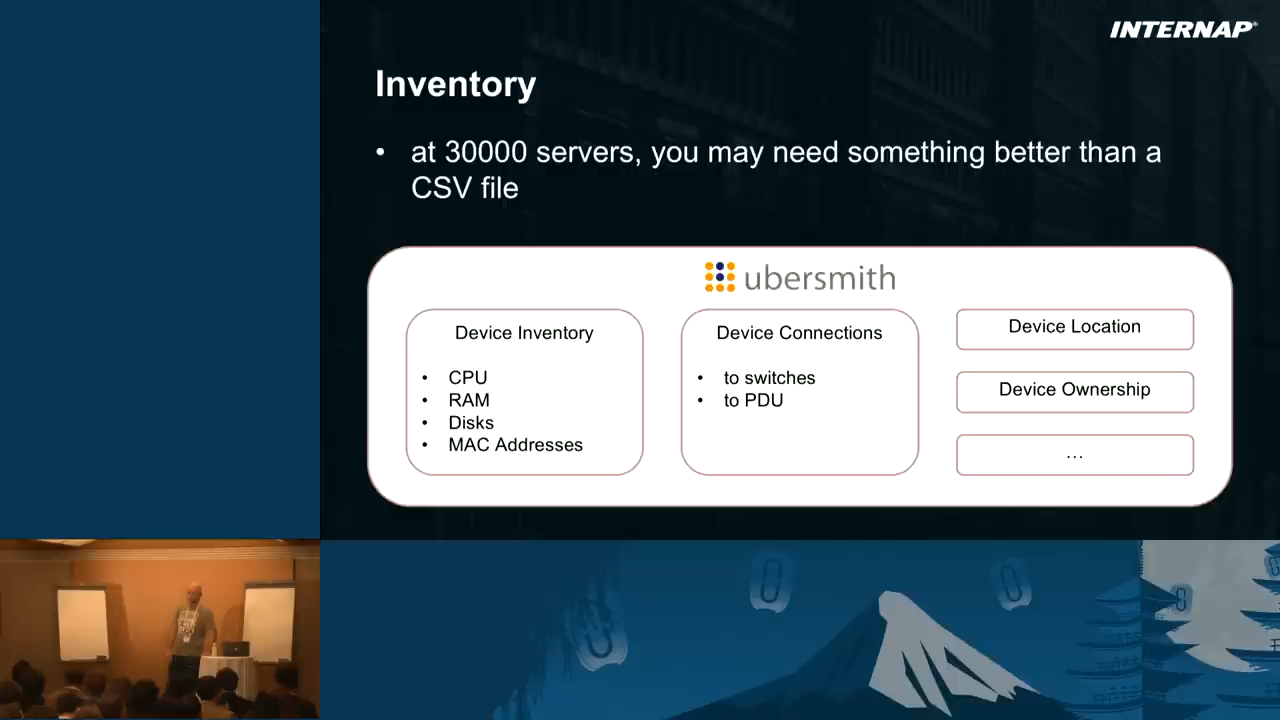 INTERNAP
Inventory
• at 30000 servers, you may need something better than a
CSV file
ubersmith
Device Inventory
• CPU
• RAM
• Disks
• MAC Addresses
Device Connections
• to switches
• to PDU
Device Location
Device Ownership
...